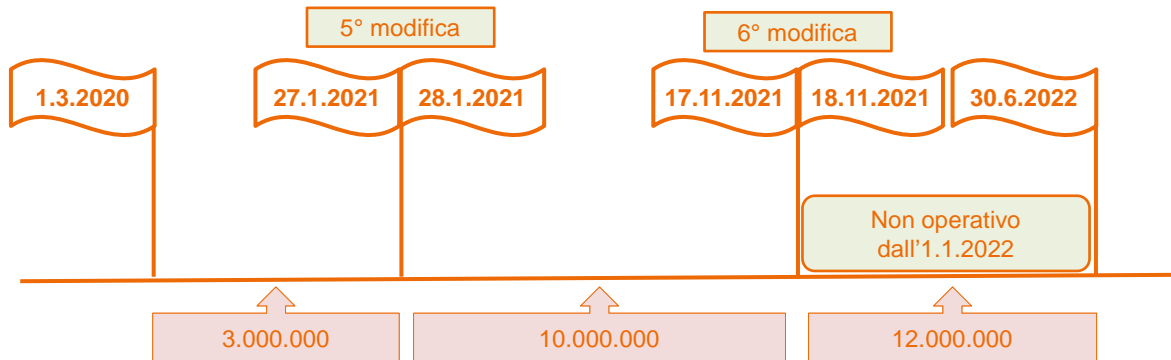 5° modifica
6° modifica
1.3.2020
27.1.2021
28.1.2021
17.11.2021
18.11.2021
30.6.2022
Non operativo
dall'1.1.2022
3.000.000
10.000.000
12.000.000